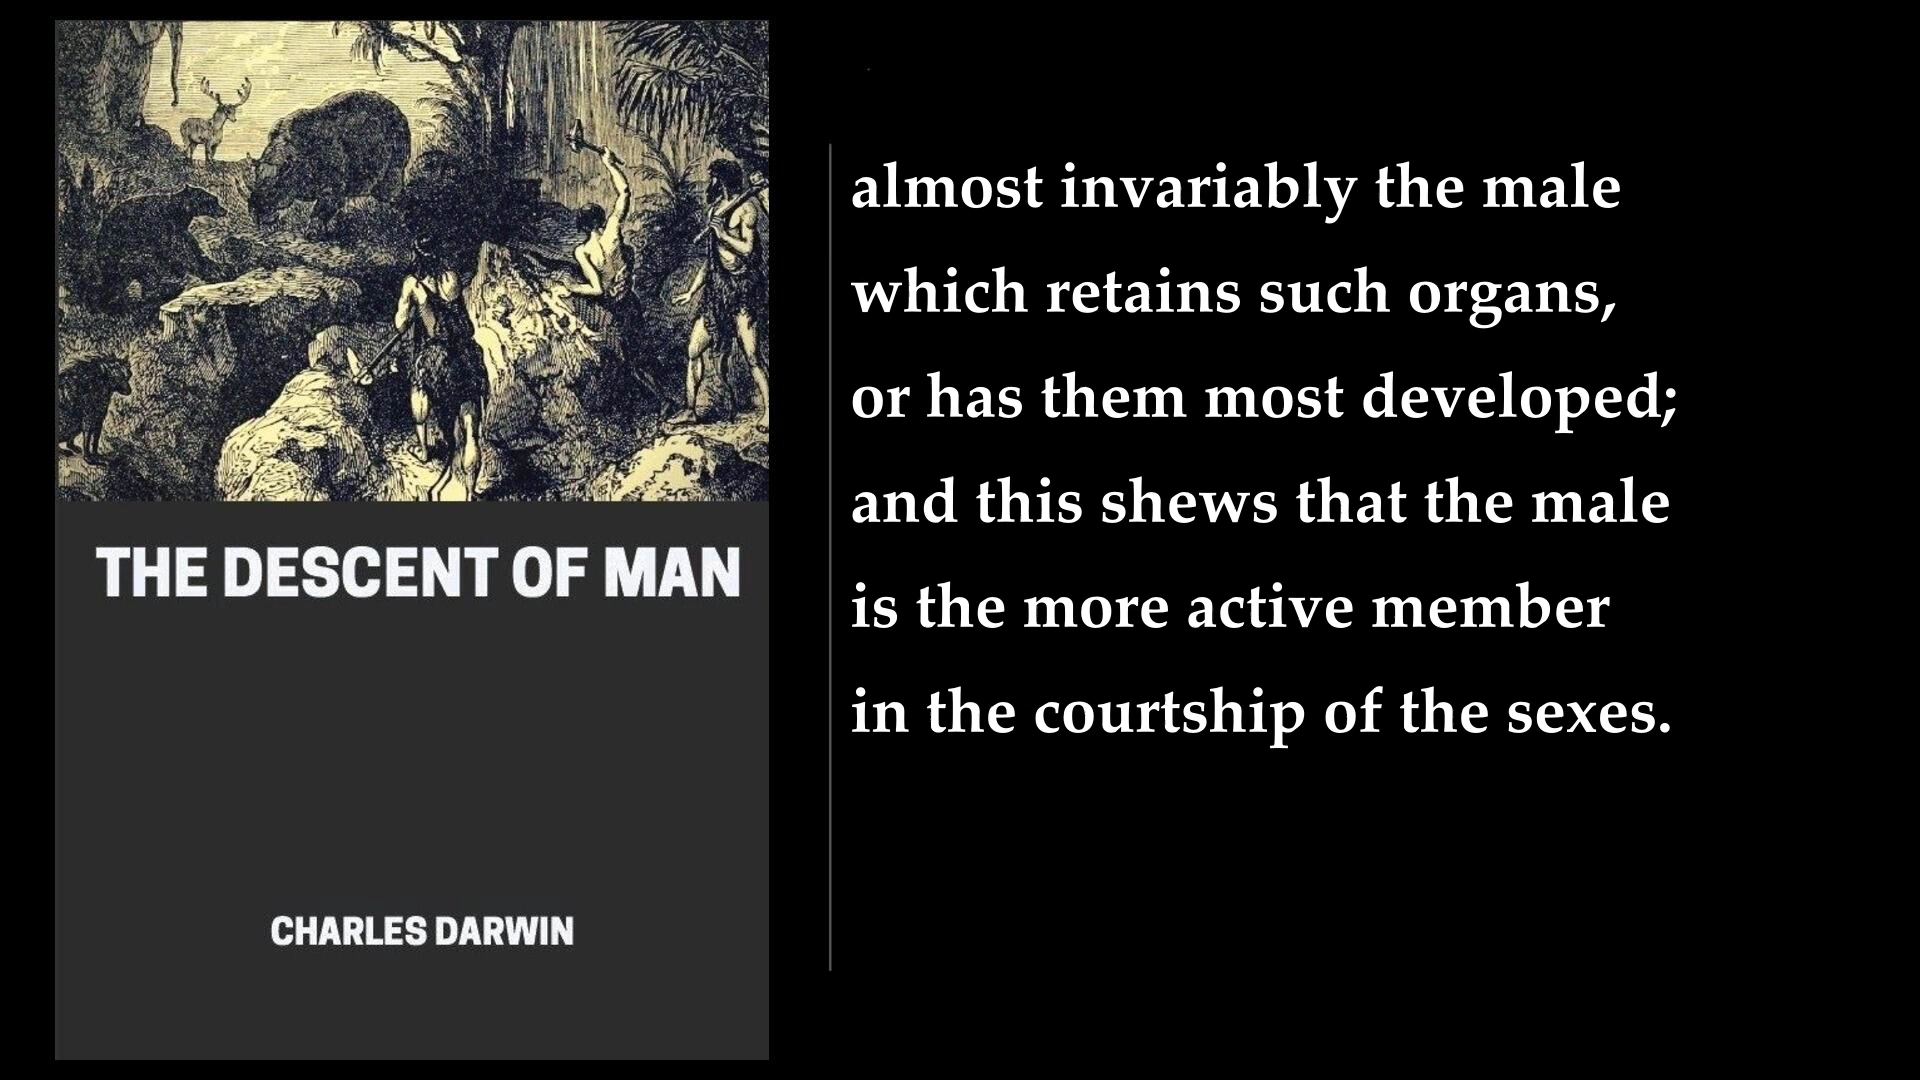 THE DESCENT OF MAN
CHARLES DARWIN
almost invariably the male
which retains such organs,
or has them most developed;
and this shews that the male
is the more active member
in the courtship of the sexes.